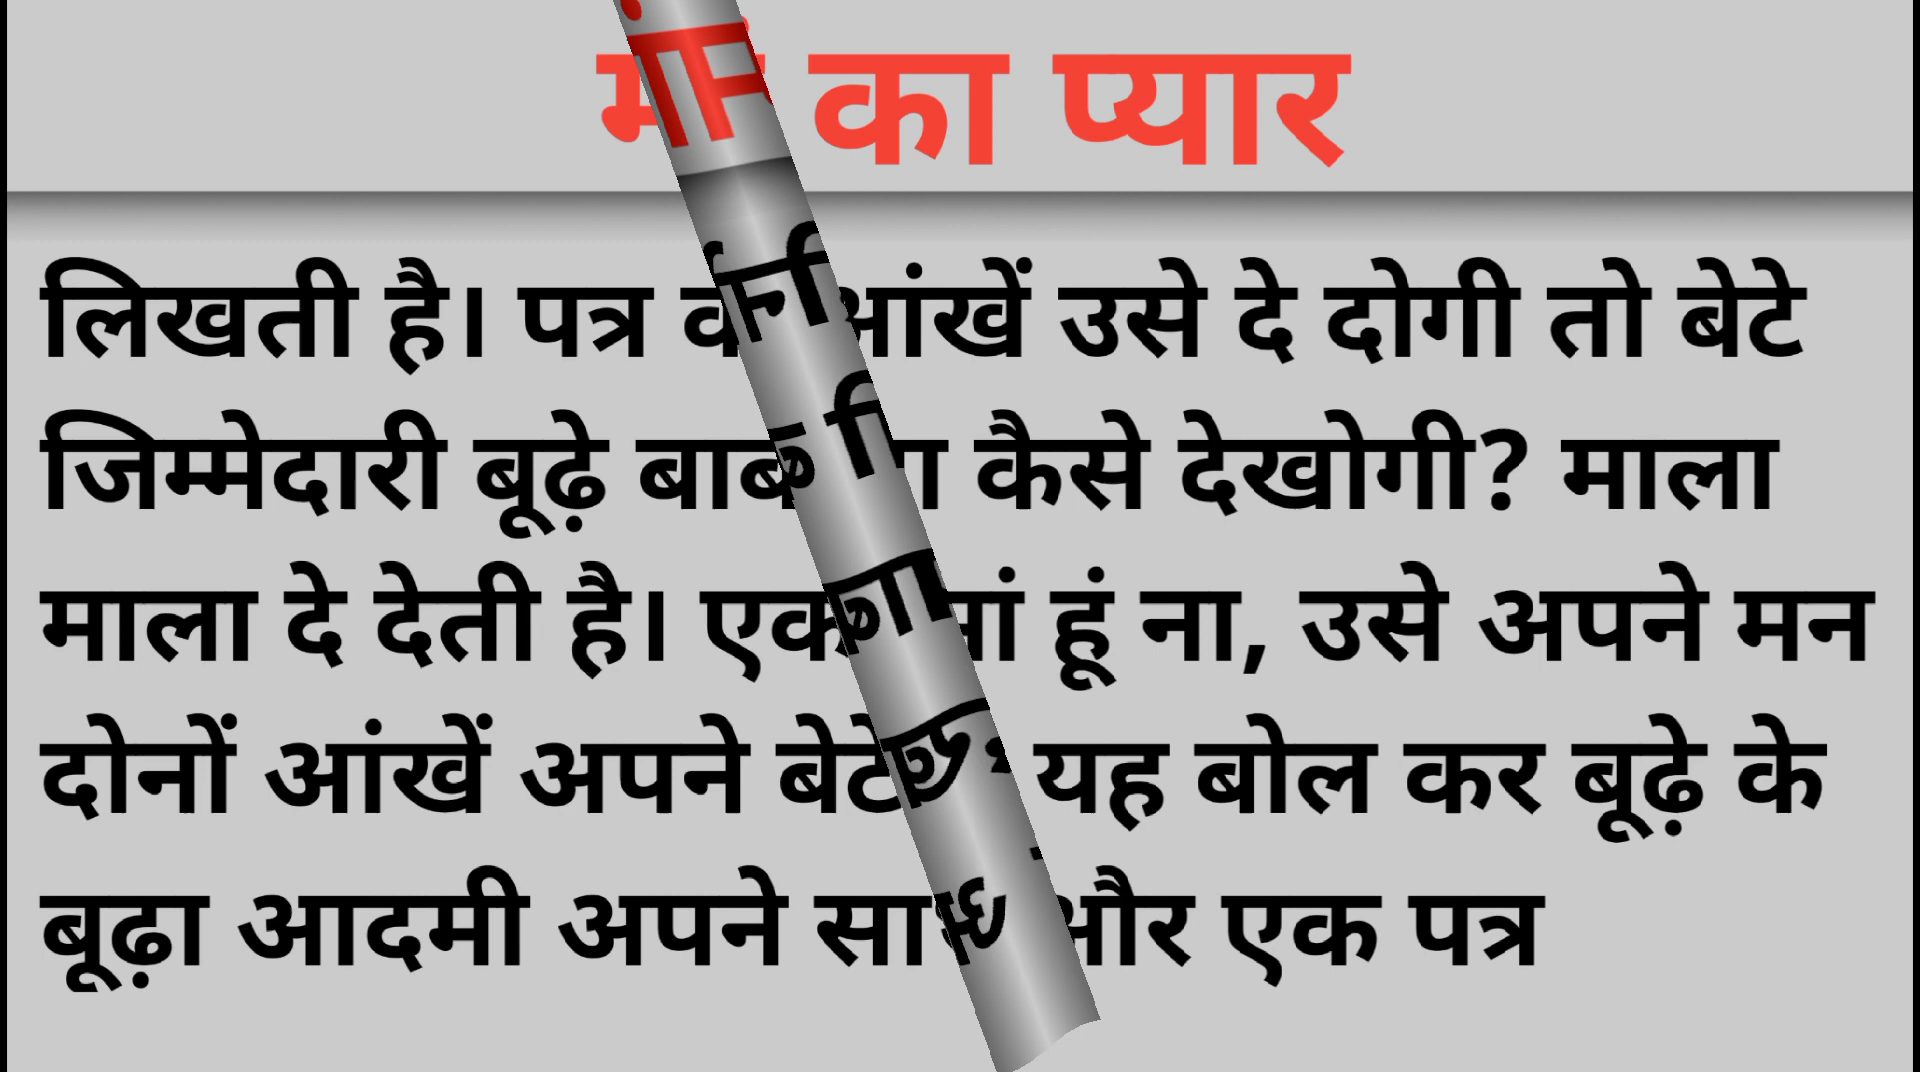 का प्यार
लिखती है। पत्र आंखें उसे दे दोगी तो बेटे
जिम्मेदारी बूढ़े कैसे देखोगी? माला
माला दे देती है। एक हूं ना, उसे अपने मन
दोनों आंखें अपने यह बोल कर बूढ़े के
बूढ़ा आदमी अपने और एक पत्र